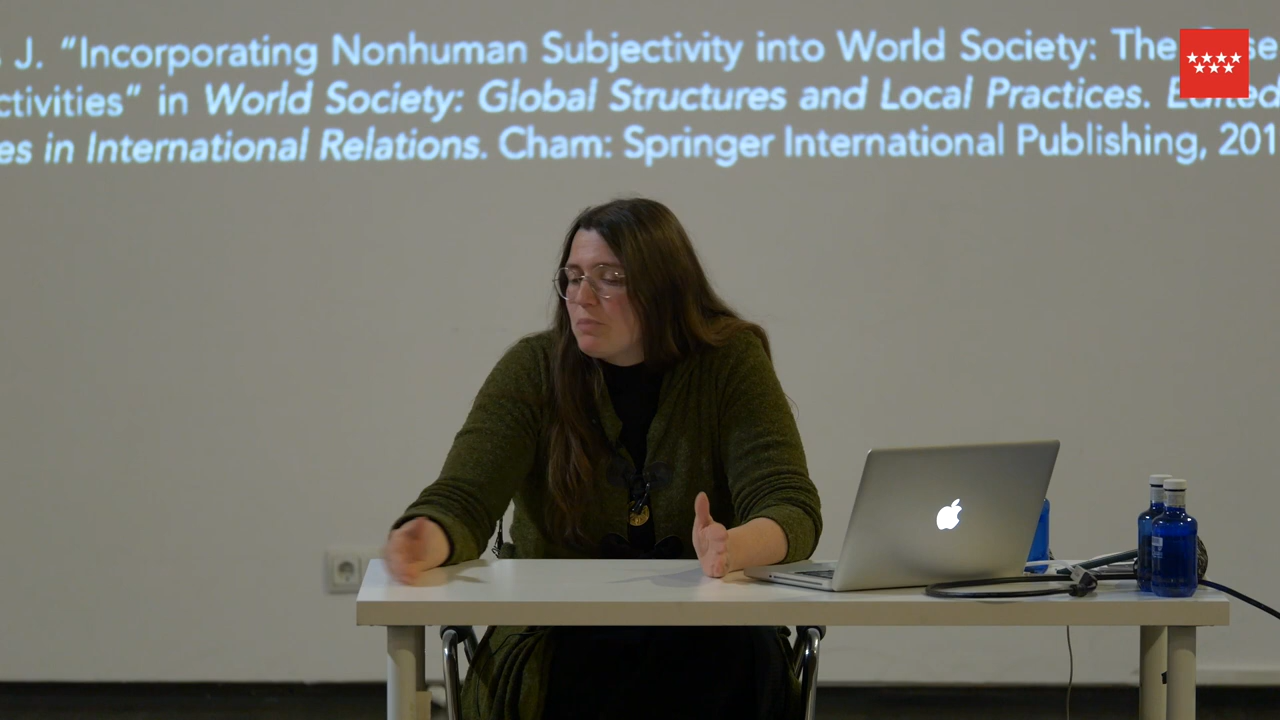 J. “Incorporating Nonhuman Subjectivity into World Society: The
ctivities” in World Society: Global Structures and Local Practices. Edited
es in International Relations. Cham: Springer International Publishing, 201